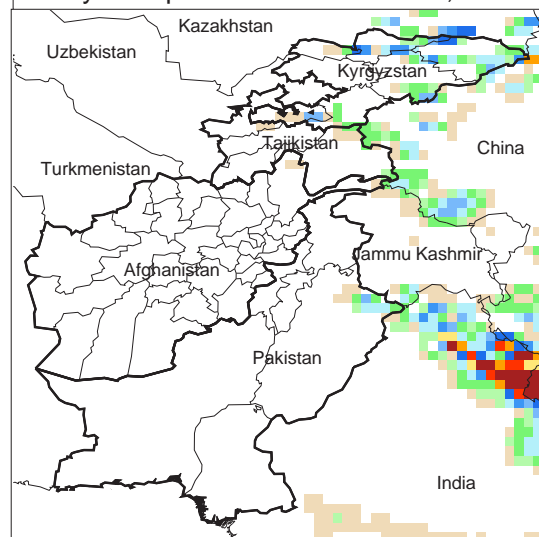 Kazakhstan
Uzbekistan
Kyrgyzstan
Tajikistan
China
Turkmenistan
Jammu Kashmir
Afghanistan
Pakistan
India